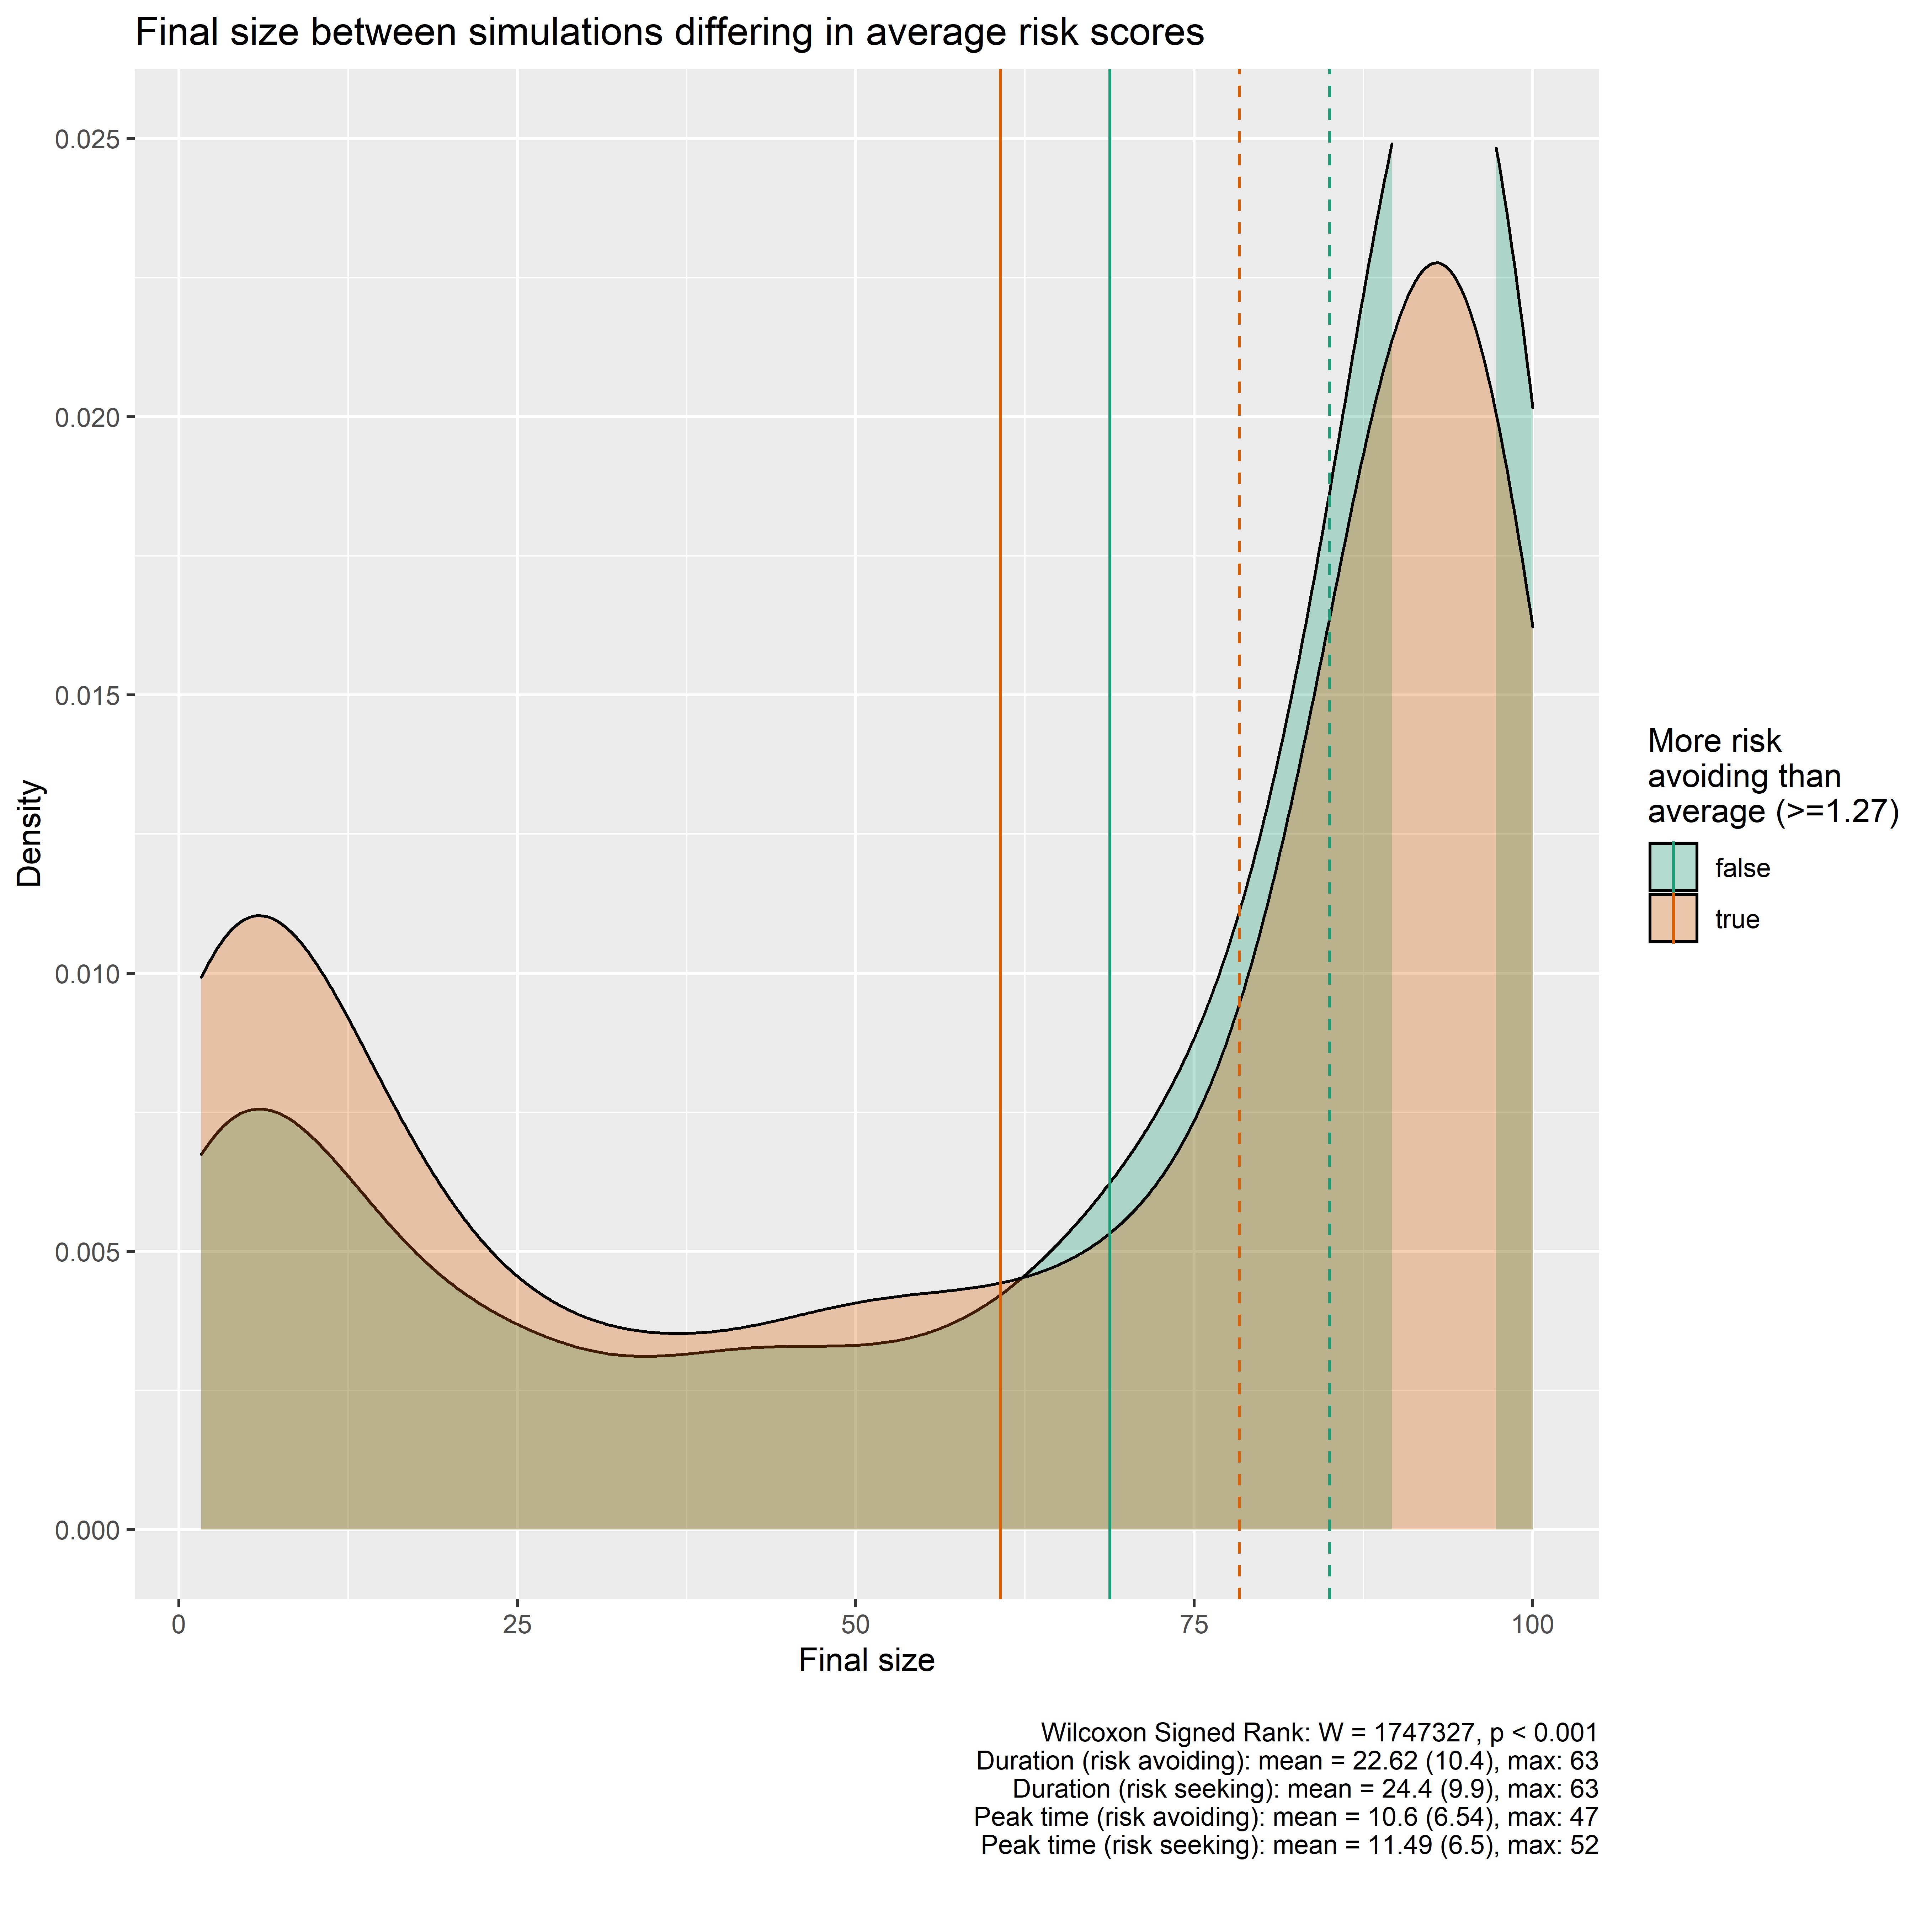 Final size between simulations differing in average risk scores
0.025
0.020
0.015
0.010
0.005
0.000
Density
0
25
50
75
100
Final size
More risk
avoiding than
average (>=1.27)
false
true
Wilcoxon Signed Rank: W = 1747327, p < 0.001
Duration (risk avoiding): mean = 22.62 (10.4), max: 63
Duration (risk seeking): mean = 24.4 (9.9), max: 63
Peak time (risk avoiding): mean = 10.6 (6.54), max: 47
Peak time (risk seeking): mean = 11.49 (6.5), max: 52